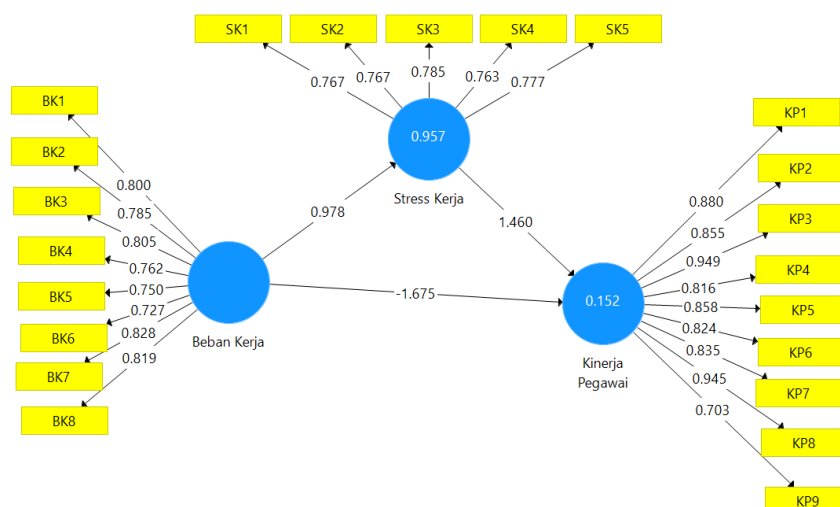 SK1
SK2
SK3
SK4
SK5
0.767
0.767
0.785
0.763
0.777
0.957
Stress Kerja
BK1
BK2
BK3
BK4
BK5
BK6
BK7
BK8
0.800
0.785
0.805
0.762
0.750
0.727
0.828
0.819
Beban Kerja
0.978
1.460
-1.675
0.152
Kinerja
Pegawai
0.880
0.855
0.949
0.816
0.858
0.824
0.835
0.945
0.703
KP1
KP2
KP3
KP4
KP5
KP6
KP7
KP8
KP9